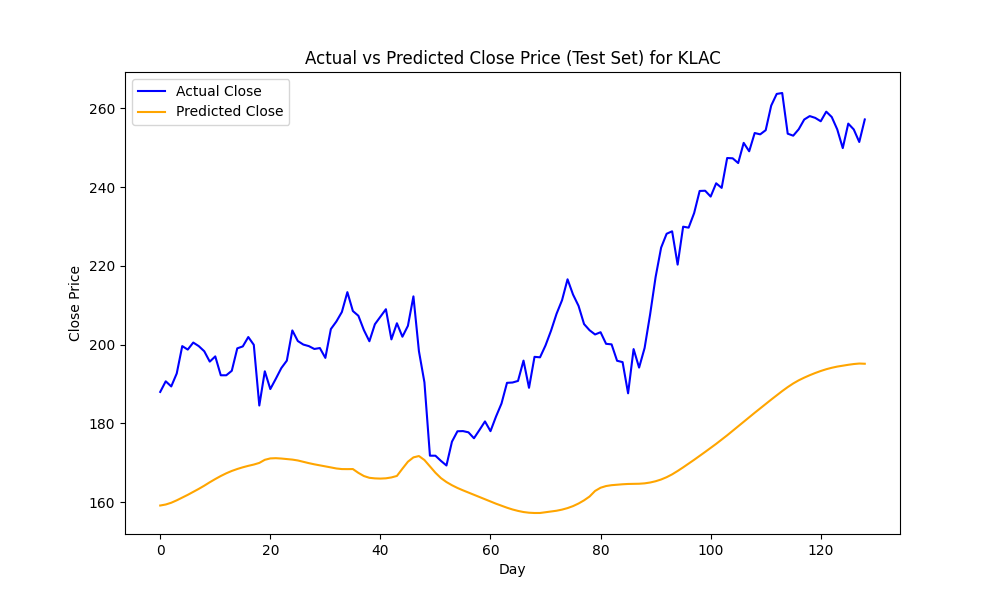 Actual vs Predicted Close Price (Test Set) for KLAC
Actual Close
Predicted Close
260
240
220
200
180
160
Close Price
0 20 40 60 80 100 120
Day